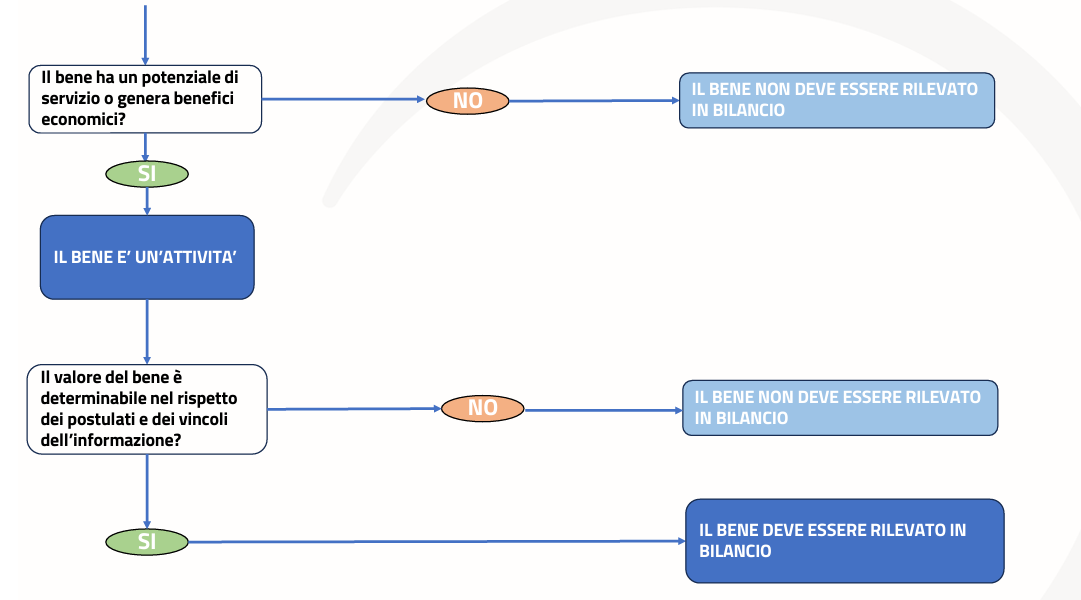 Il bene ha un potenziale di
servizo o genera benefici
economici?
NO
IL BENE NON DEVE ESSERE RILEVATO
IN BILANCIO
SI
IL BENE E’ UN’ATTIVITA’
Il valore del bene è
determinabile nel rispetto
dei postulati e dei vincoli
dell’informazione?
NO
IL BENE NON DEVE ESSERE RILEVATO
IN BILANCIO
SI
IL BENE DEVE ESSERE RILEVATO IN
BILANCIO